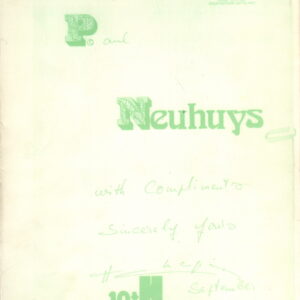 Paul
Neuhuys
with Compliments
Sincerely yours
September
10th